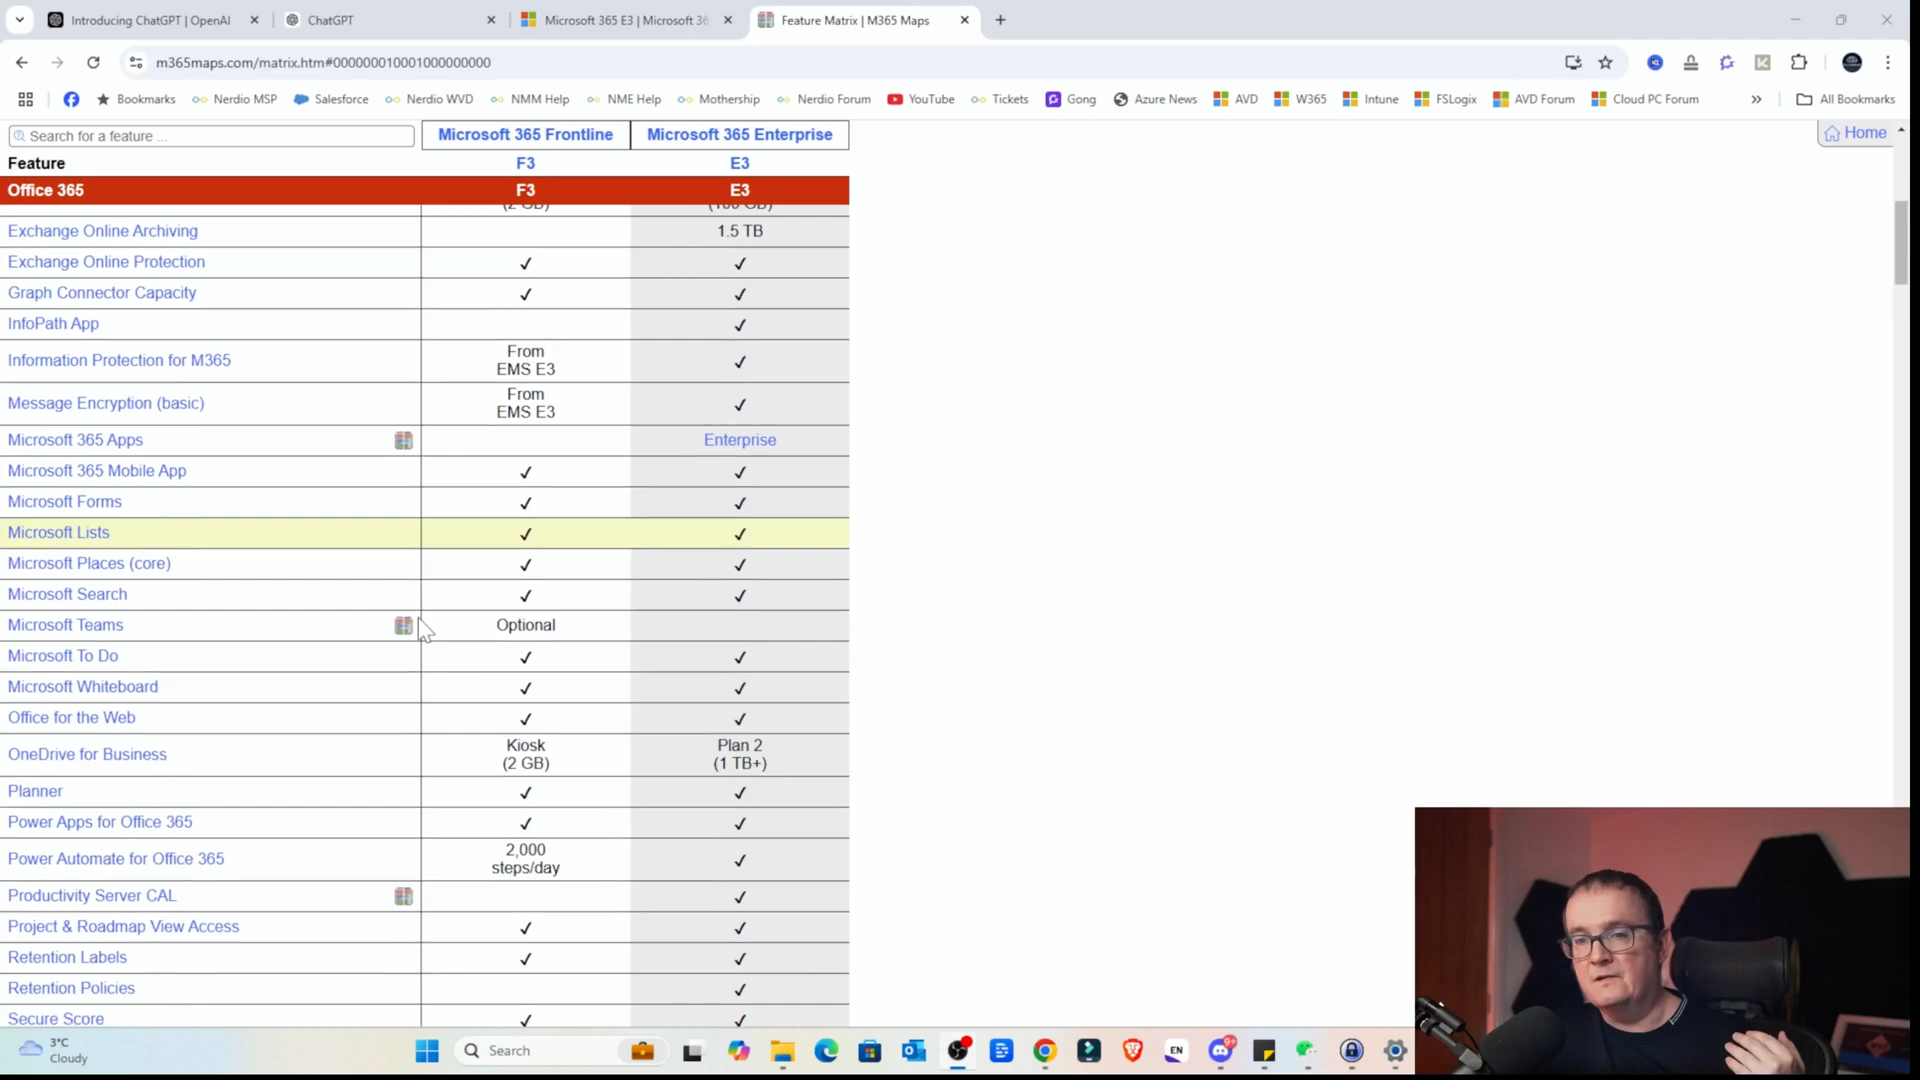 Introducing ChatGPT | OpenAI
ChatGPT
Microsoft 365 E3 | Microsoft 36
Feature Matrix | M365 Maps
m365maps.com/matrix.htm#000000010001000000000
Bookmarks
Nerdio MSP
Salesforce
Nerdio WVD
NMM Help
NME Help
Mothership
Nerdio Forum
YouTube
Tickets
Gong
Azure News
AVD
W365
Intune
FSLogix
AVD Forum
Cloud PC Forum
All Bookmarks
Search for a feature ...
Microsoft 365 Frontline
Microsoft 365 Enterprise
Home
Feature F3 E3
Office 365 F3 E3
(2 GB) (100 GB)
Exchange Online Archiving 1.5 TB
Exchange Online Protection ✓ ✓
Graph Connector Capacity ✓ ✓
InfoPath App ✓
Information Protection for M365 From EMS E3 ✓
Message Encryption (basic) From EMS E3 ✓
Microsoft 365 Apps Enterprise
Microsoft 365 Mobile App ✓ ✓
Microsoft Forms ✓ ✓
Microsoft Lists ✓ ✓
Microsoft Places (core) ✓ ✓
Microsoft Search ✓ ✓
Microsoft Teams Optional
Microsoft To Do ✓ ✓
Microsoft Whiteboard ✓ ✓
Office for the Web ✓ ✓
OneDrive for Business Kiosk (2 GB) Plan 2 (1 TB+)
Planner ✓ ✓
Power Apps for Office 365 ✓ ✓
Power Automate for Office 365 2,000 steps/day ✓
Productivity Server CAL ✓
Project & Roadmap View Access ✓ ✓
Retention Labels ✓ ✓
Retention Policies ✓
Secure Score ✓ ✓
3°C
Cloudy
Search
EN
9+